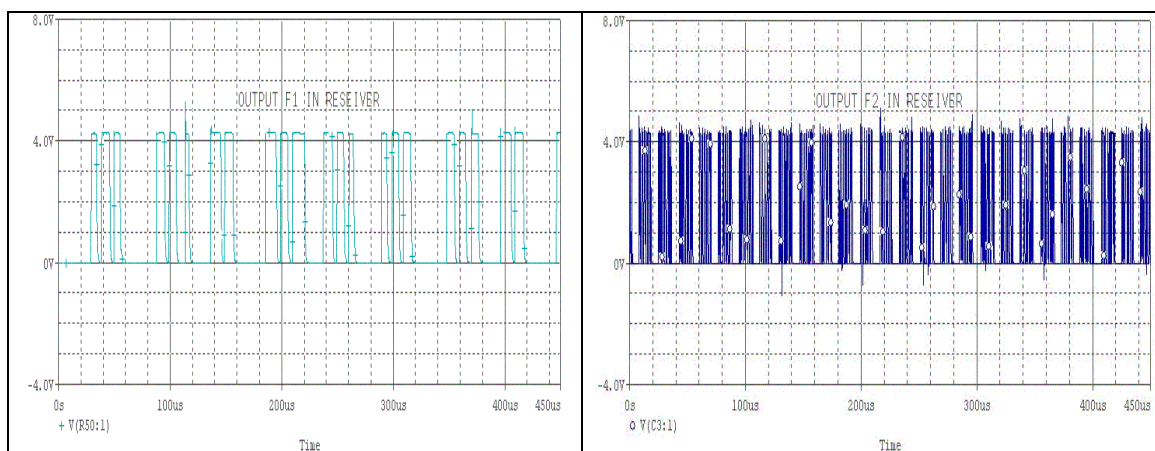 8.0V
OUTPUT F1 IN RESEIVER
4.0V
0V
-4.0V
0s 100us 200us 300us 400us 450us
V(R50:1)
Time
8.0V
OUTPUT F2 IN RESEIVER
4.0V
0V
-4.0V
0s 100us 200us 300us 400us 450us
V(C3:1)
Time